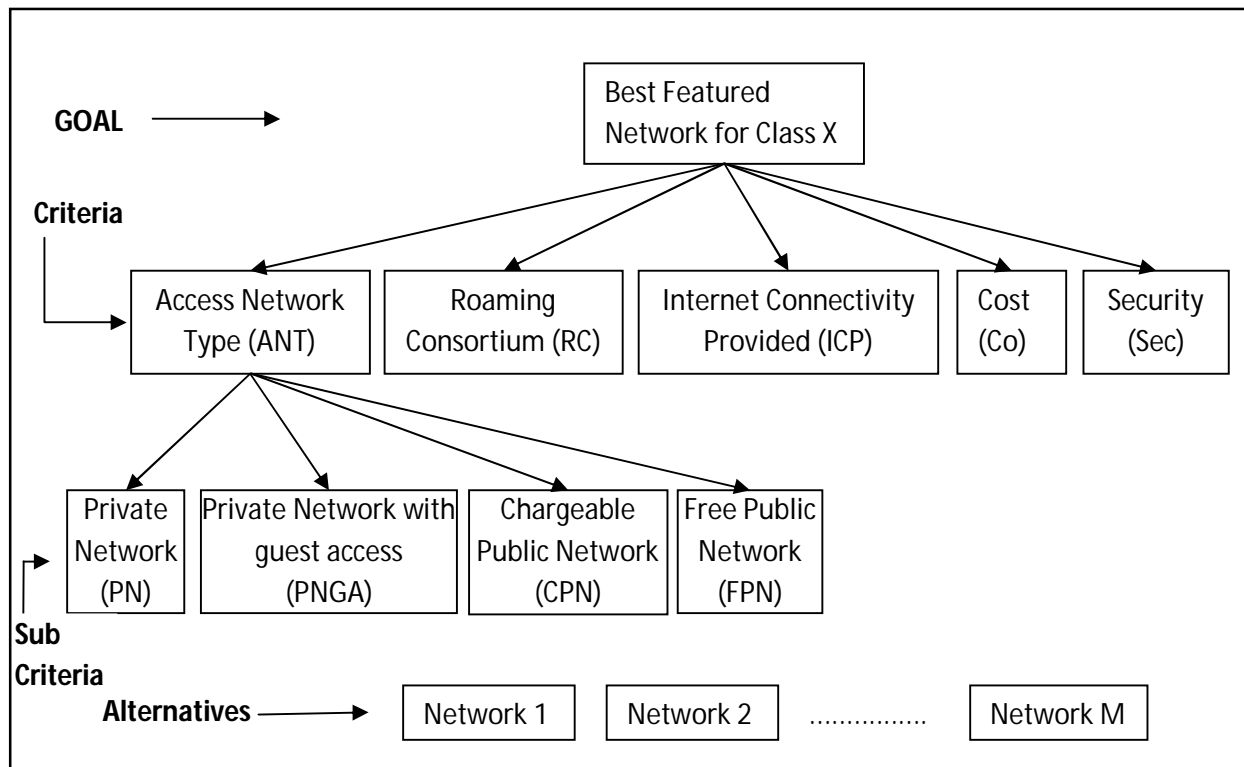 GOAL
Best Featured
Network for Class X
Criteria
Access Network
Type (ANT)
Roaming
Consortium (RC)
Internet Connectivity
Provided (ICP)
Cost
(Co)
Security
(Sec)
Private
Network
(PN)
Private Network with
guest access
(PNGA)
Chargeable
Public Network
(CPN)
Free Public
Network
(FPN)
Sub
Criteria
Alternatives
Network 1
Network 2
................
Network M